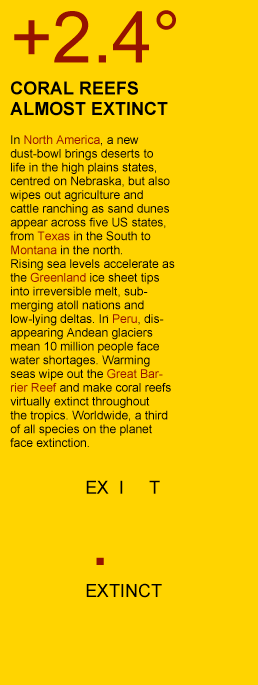 +2.4°
CORAL REEFS
ALMOST EXTINCT
In North America, a new
dust-bowl brings deserts to
life in the high plains states,
centred on Nebraska, but also
wipes out agriculture and
cattle ranching as sand dunes
appear across five US states,
from Texas in the South to
Montana in the north.
Rising sea levels accelerate as
the Greenland ice sheet tips
into irreversible melt, sub-
merging atoll nations and
low-lying deltas. In Peru, dis-
appearing Andean glaciers
mean 10 million people face
water shortages. Warming
seas wipe out the Great Bar-
rier Reef and make coral reefs
virtually extinct throughout
the tropics. Worldwide, a third
of all species on the planet
face extinction.
EX I T
EXTINCT